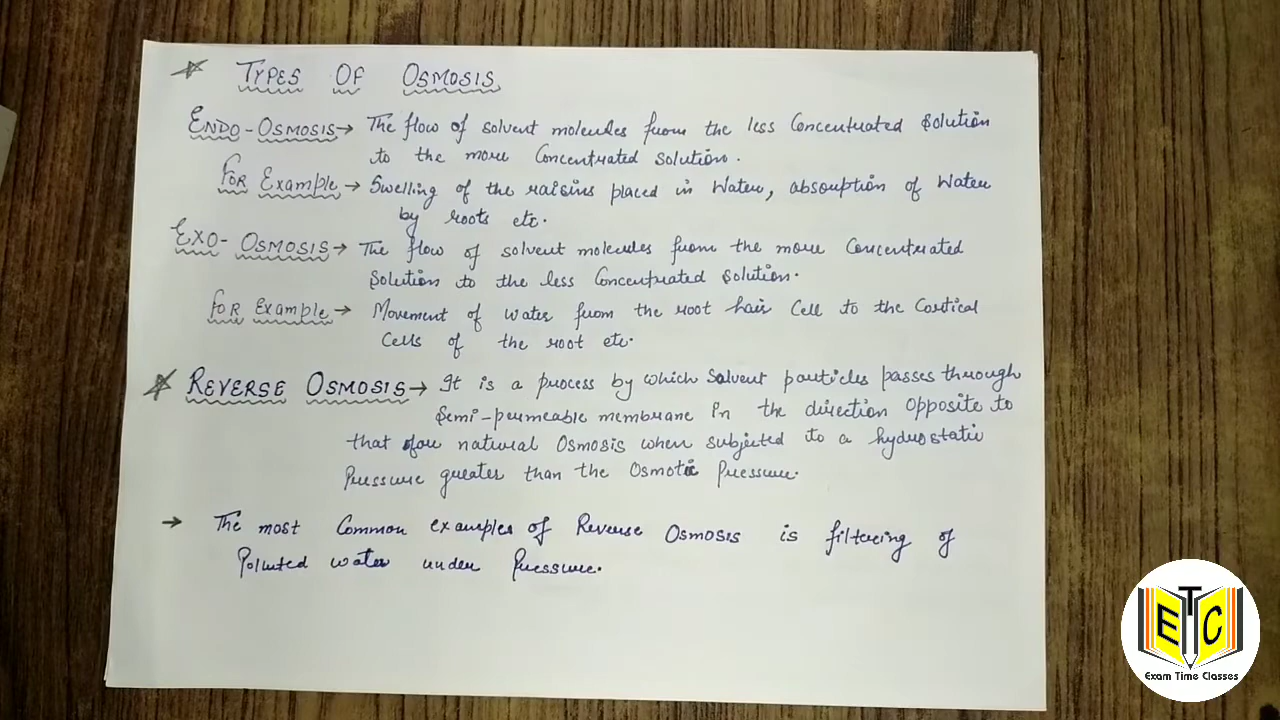 TYPES OF OSMOSIS
ENDO-OSMOSIS→ The flow of solvent molecules from the less Concentrated Solution
to the more Concentrated solution.
FOR Example → Swelling of the raisins placed in Water, absorption of Water
by roots etc.
EXO- OSMOSIS→ The flow of solvent molecules from the more Concentrated
Solution to the less Concentrated Solution.
FOR Example → Movement of water from the root hair Cell to the Cortical
Cells of the root etc.
REVERSE OSMOSIS→ It is a process by which Solvent particles passes through
Semi-permeable membrane in the direction opposite to
that for natural Osmosis when subjected to a hydrostatic
Pressure greater than the Osmotic Pressure.
→ The most Common examples of Reverse Osmosis is filtering of
Polluted water under Pressure.
ETC
Exam Time Classes